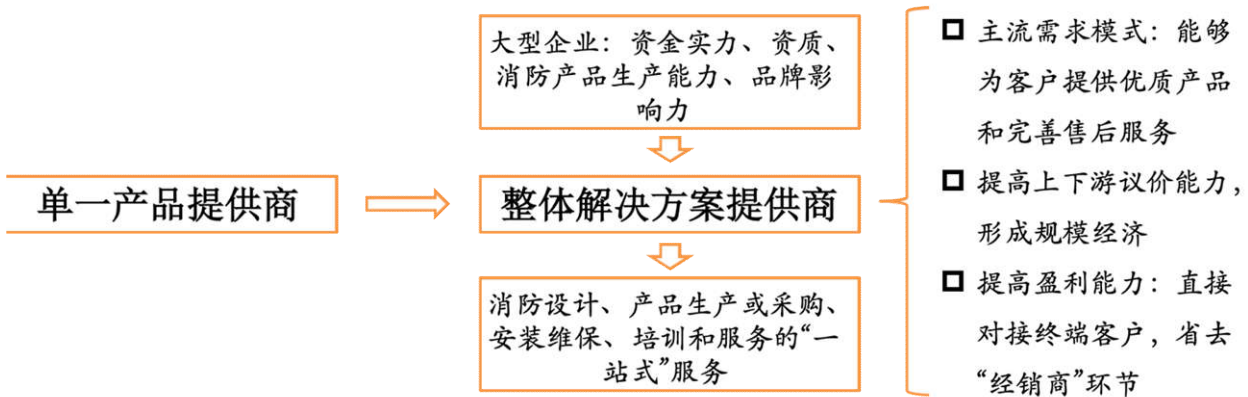 单一产品提供商
大型企业：资金实力、资质、
消防产品生产能力、品牌影
响力
整体解决方案提供商
消防设计、产品生产或采购、
安装维保、培训和服务的“一
站式”服务
主流需求模式：能够
为客户提供优质产品
和完善售后服务
提高上下游议价能力，
形成规模经济
提高盈利能力：直接
对接终端客户，省去
“经销商”环节